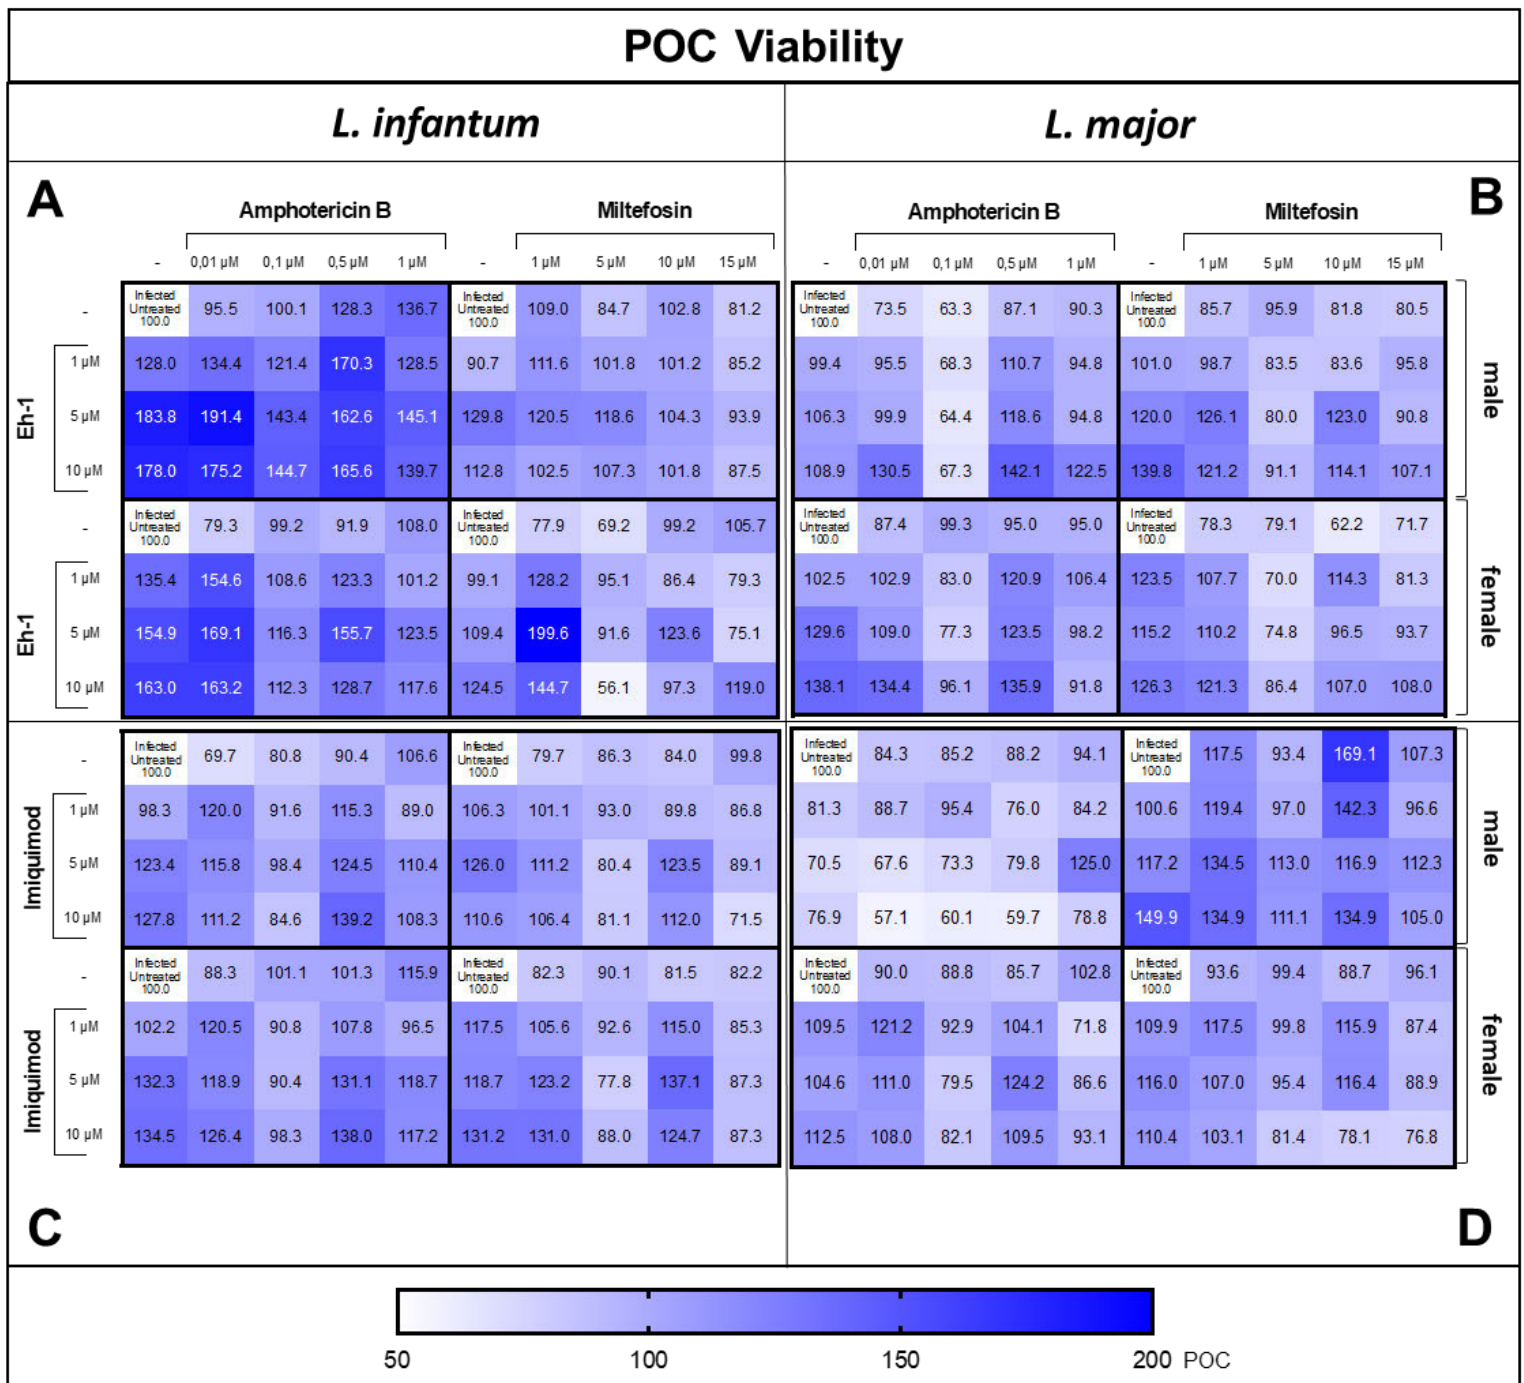 POC Viability
L. infantum L. major
A B
Amphotericin B Miltefosin Amphotericin B Miltefosin
- 0,01 µM 0,1 µM 0,5 µM 1 µM - 1 µM 5 µM 10 µM 15 µM - 0,01 µM 0,1 µM 0,5 µM 1 µM - 1 µM 5 µM 10 µM 15 µM
- Infected Untreated 100.0 95.5 100.1 128.3 136.7 Infected Untreated 100.0 109.0 84.7 102.8 81.2 Infected Untreated 100.0 73.5 63.3 87.1 90.3 Infected Untreated 100.0 85.7 95.9 81.8 80.5
1 µM 128.0 134.4 121.4 170.3 128.5 90.7 111.6 101.8 101.2 85.2 99.4 95.5 68.3 110.7 94.8 101.0 98.7 83.5 83.6 95.8
Eh-1 5 µM 183.8 191.4 143.4 162.6 145.1 129.8 120.5 118.6 104.3 93.9 106.3 99.9 64.4 118.6 94.8 120.0 126.1 80.0 123.0 90.8 male
10 µM 178.0 175.2 144.7 165.6 139.7 112.8 102.5 107.3 101.8 87.5 108.9 130.5 67.3 142.1 122.5 139.8 121.2 91.1 114.1 107.1
- Infected Untreated 100.0 79.3 99.2 91.9 108.0 Infected Untreated 100.0 77.9 69.2 99.2 105.7 Infected Untreated 100.0 87.4 99.3 95.0 95.0 Infected Untreated 100.0 78.3 79.1 62.2 71.7
1 µM 135.4 154.6 108.6 123.3 101.2 99.1 128.2 95.1 86.4 79.3 102.5 102.9 83.0 120.9 106.4 123.5 107.7 70.0 114.3 81.3
Eh-1 5 µM 154.9 169.1 116.3 155.7 123.5 109.4 199.6 91.6 123.6 75.1 129.6 109.0 77.3 123.5 98.2 115.2 110.2 74.8 96.5 93.7 female
10 µM 163.0 163.2 112.3 128.7 117.6 124.5 144.7 56.1 97.3 119.0 138.1 134.4 96.1 135.9 91.8 126.3 121.3 86.4 107.0 108.0
- Infected Untreated 100.0 69.7 80.8 90.4 106.6 Infected Untreated 100.0 79.7 86.3 84.0 99.8 Infected Untreated 100.0 84.3 85.2 88.2 94.1 Infected Untreated 100.0 117.5 93.4 169.1 107.3
1 µM 98.3 120.0 91.6 115.3 89.0 106.3 101.1 93.0 89.8 86.8 81.3 88.7 95.4 76.0 84.2 100.6 119.4 97.0 142.3 96.6
Imiquimod 5 µM 123.4 115.8 98.4 124.5 110.4 126.0 111.2 80.4 123.5 89.1 70.5 67.6 73.3 79.8 125.0 117.2 134.5 113.0 116.9 112.3 male
10 µM 127.8 111.2 84.6 139.2 108.3 110.6 106.4 81.1 112.0 71.5 76.9 57.1 60.1 59.7 78.8 149.9 134.9 111.1 134.9 105.0
- Infected Untreated 100.0 88.3 101.1 101.3 115.9 Infected Untreated 100.0 82.3 90.1 81.5 82.2 Infected Untreated 100.0 90.0 88.8 85.7 102.8 Infected Untreated 100.0 93.6 99.4 88.7 96.1
1 µM 102.2 120.5 90.8 107.8 96.5 117.5 105.6 92.6 115.0 85.3 109.5 121.2 92.9 104.1 71.8 109.9 117.5 99.8 115.9 87.4
Imiquimod 5 µM 132.3 118.9 90.4 131.1 118.7 118.7 123.2 77.8 137.1 87.3 104.6 111.0 79.5 124.2 86.6 116.0 107.0 95.4 116.4 88.9 female
10 µM 134.5 126.4 98.3 138.0 117.2 131.2 131.0 88.0 124.7 87.3 112.5 108.0 82.1 109.5 93.1 110.4 103.1 81.4 78.1 76.8
C D
50 100 150 200 POC